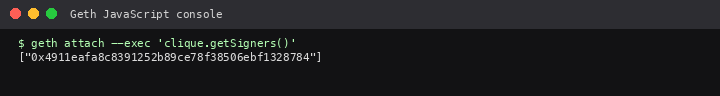 Geth JavaScript console
$ geth attach --exec 'clique.getSigners()'
["0x4911eafa8c8391252b89ce78f38506ebf1328784"]